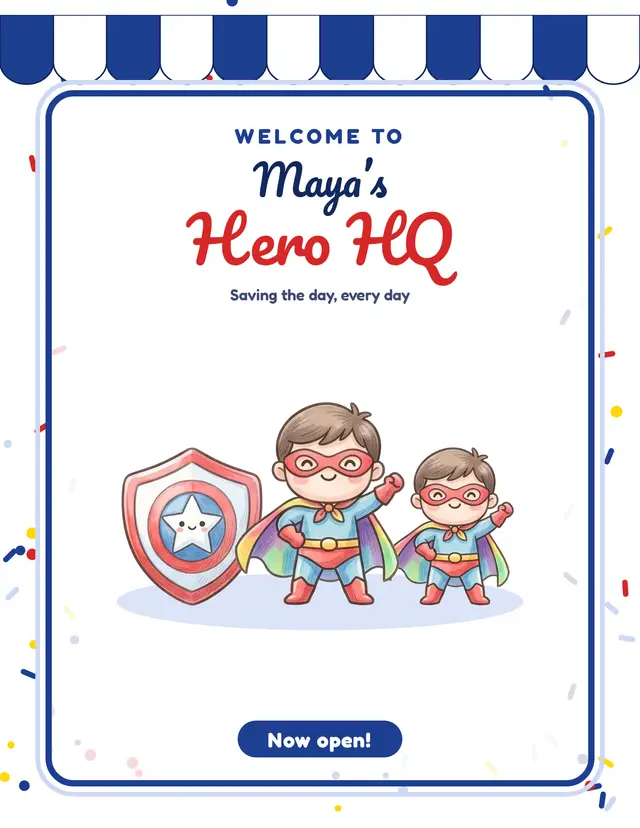 WELCOME TO
Maya's
Hero HQ
Saving the day, every day
Now open!